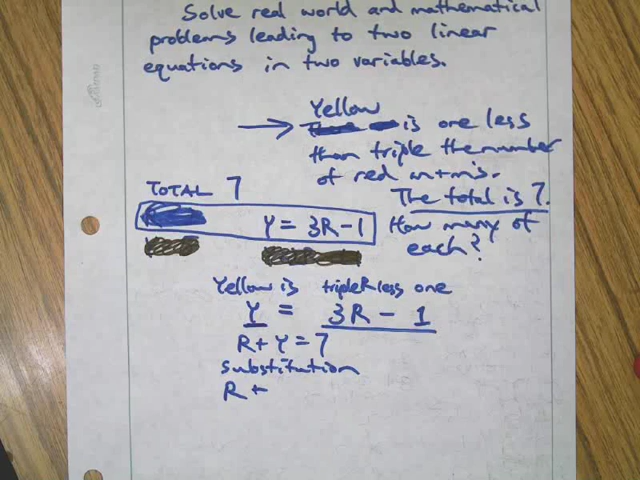 Solve real world and mathematical
problems leading to two linear
equations in two variables.
Yellow
is one less
than triple the number
of red m+m's.
The total is 7.
How many of
each?
TOTAL 7
Y = 3R - 1
Yellow is tripleR less one
Y = 3R - 1
R + Y = 7
substitution
R +